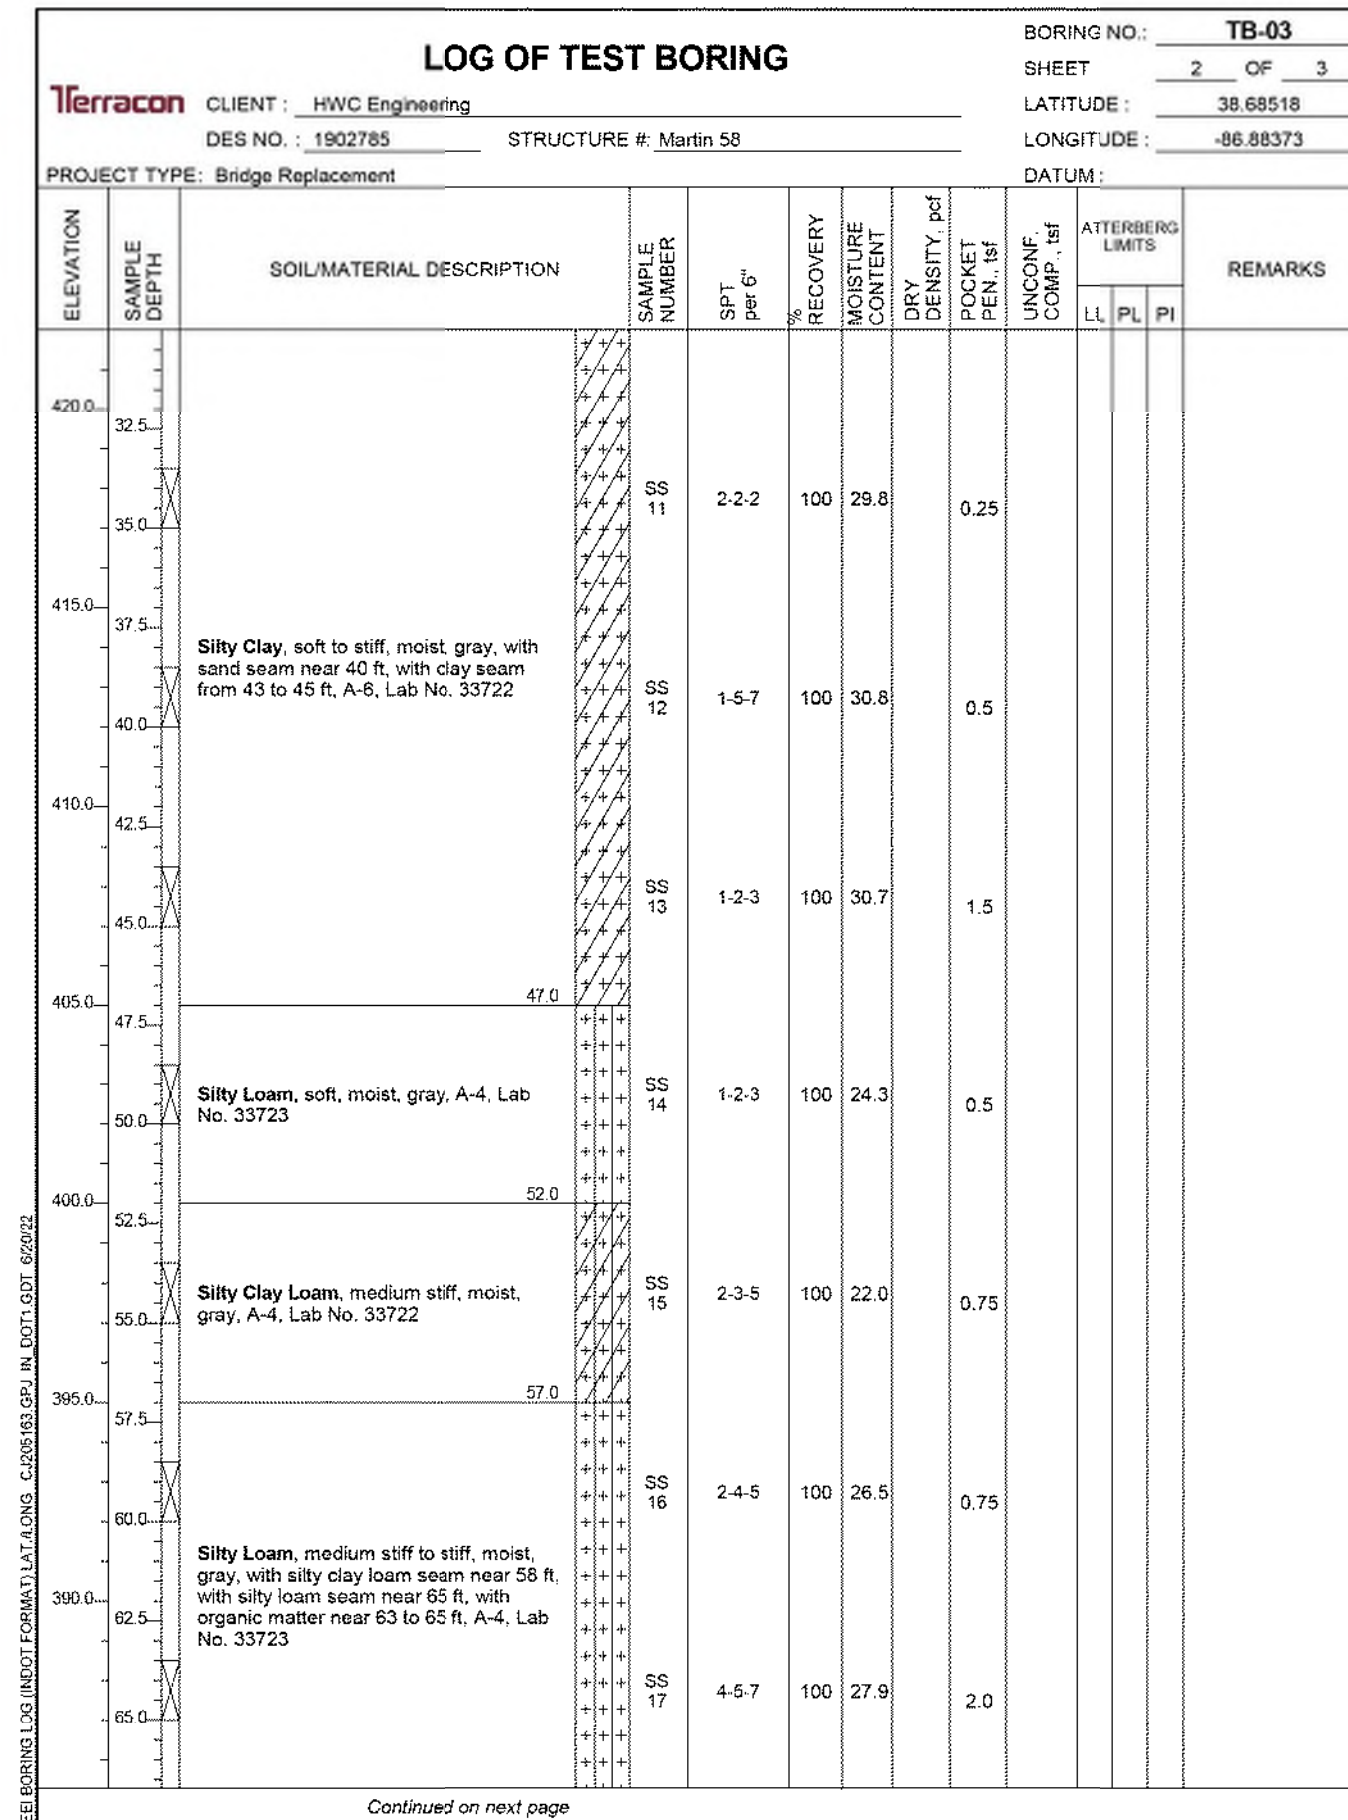 LOG OF TEST BORING
BORING NO.: TB-03
SHEET 2 OF 3
Terracon CLIENT : HWC Engineering
LATITUDE : 38.68518
DES NO. : 1902785 STRUCTURE #: Martin 58
LONGITUDE : -86.88373
PROJECT TYPE: Bridge Replacement
DATUM :
ELEVATION
SAMPLE DEPTH
SOIL/MATERIAL DESCRIPTION
SAMPLE NUMBER
SPT per 6"
% RECOVERY
MOISTURE CONTENT
DRY DENSITY, pcf
POCKET PEN., tsf
UNCONF. COMP., tsf
ATTERBERG LIMITS
LL PL PI
REMARKS
420.0
32.5
SS 11 2-2-2 100 29.8 0.25
35.0
415.0
37.5
Silty Clay, soft to stiff, moist, gray, with
sand seam near 40 ft, with clay seam
from 43 to 45 ft, A-6, Lab No. 33722
SS 12 1-5-7 100 30.8 0.5
40.0
410.0
42.5
SS 13 1-2-3 100 30.7 1.5
45.0
405.0
47.0
47.5
Silty Loam, soft, moist, gray, A-4, Lab
No. 33723
SS 14 1-2-3 100 24.3 0.5
50.0
400.0
52.0
52.5
Silty Clay Loam, medium stiff, moist,
gray, A-4, Lab No. 33722
SS 15 2-3-5 100 22.0 0.75
55.0
395.0
57.0
57.5
SS 16 2-4-5 100 26.5 0.75
60.0
Silty Loam, medium stiff to stiff, moist,
gray, with silty clay loam seam near 58 ft,
with silty loam seam near 65 ft, with
organic matter near 63 to 65 ft, A-4, Lab
No. 33723
390.0
62.5
SS 17 4-5-7 100 27.9 2.0
65.0
Continued on next page
BORING LOG (INDOT FORMAT) LAT./LONG CJ205163.GPJ IN_DOT1.GDT 6/20/22